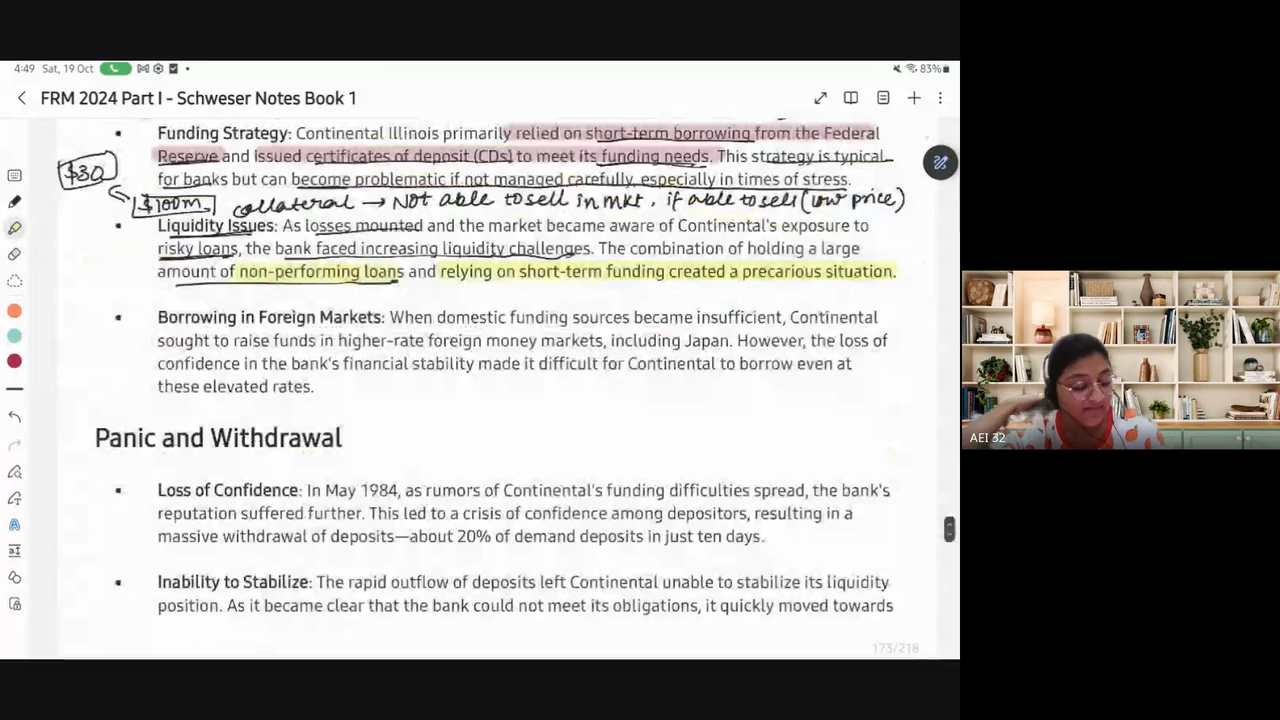 4:49 Sat, 19 Oct
83%
FRM 2024 Part I - Schweser Notes Book 1
Funding Strategy: Continental Illinois primarily relied on short-term borrowing from the Federal
Reserve and issued certificates of deposit (CDs) to meet its funding needs. This strategy is typical
for banks but can become problematic if not managed carefully, especially in times of stress.
$30
$100m collateral → Not able to sell in mkt. if able to sell (low price)
Liquidity Issues: As losses mounted and the market became aware of Continental's exposure to
risky loans, the bank faced increasing liquidity challenges. The combination of holding a large
amount of non-performing loans and relying on short-term funding created a precarious situation.
Borrowing in Foreign Markets: When domestic funding sources became insufficient, Continental
sought to raise funds in higher-rate foreign money markets, including Japan. However, the loss of
confidence in the bank's financial stability made it difficult for Continental to borrow even at
these elevated rates.
Panic and Withdrawal
Loss of Confidence: In May 1984, as rumors of Continental's funding difficulties spread, the bank's
reputation suffered further. This led to a crisis of confidence among depositors, resulting in a
massive withdrawal of deposits—about 20% of demand deposits in just ten days.
Inability to Stabilize: The rapid outflow of deposits left Continental unable to stabilize its liquidity
position. As it became clear that the bank could not meet its obligations, it quickly moved towards
173/218
AEI 32